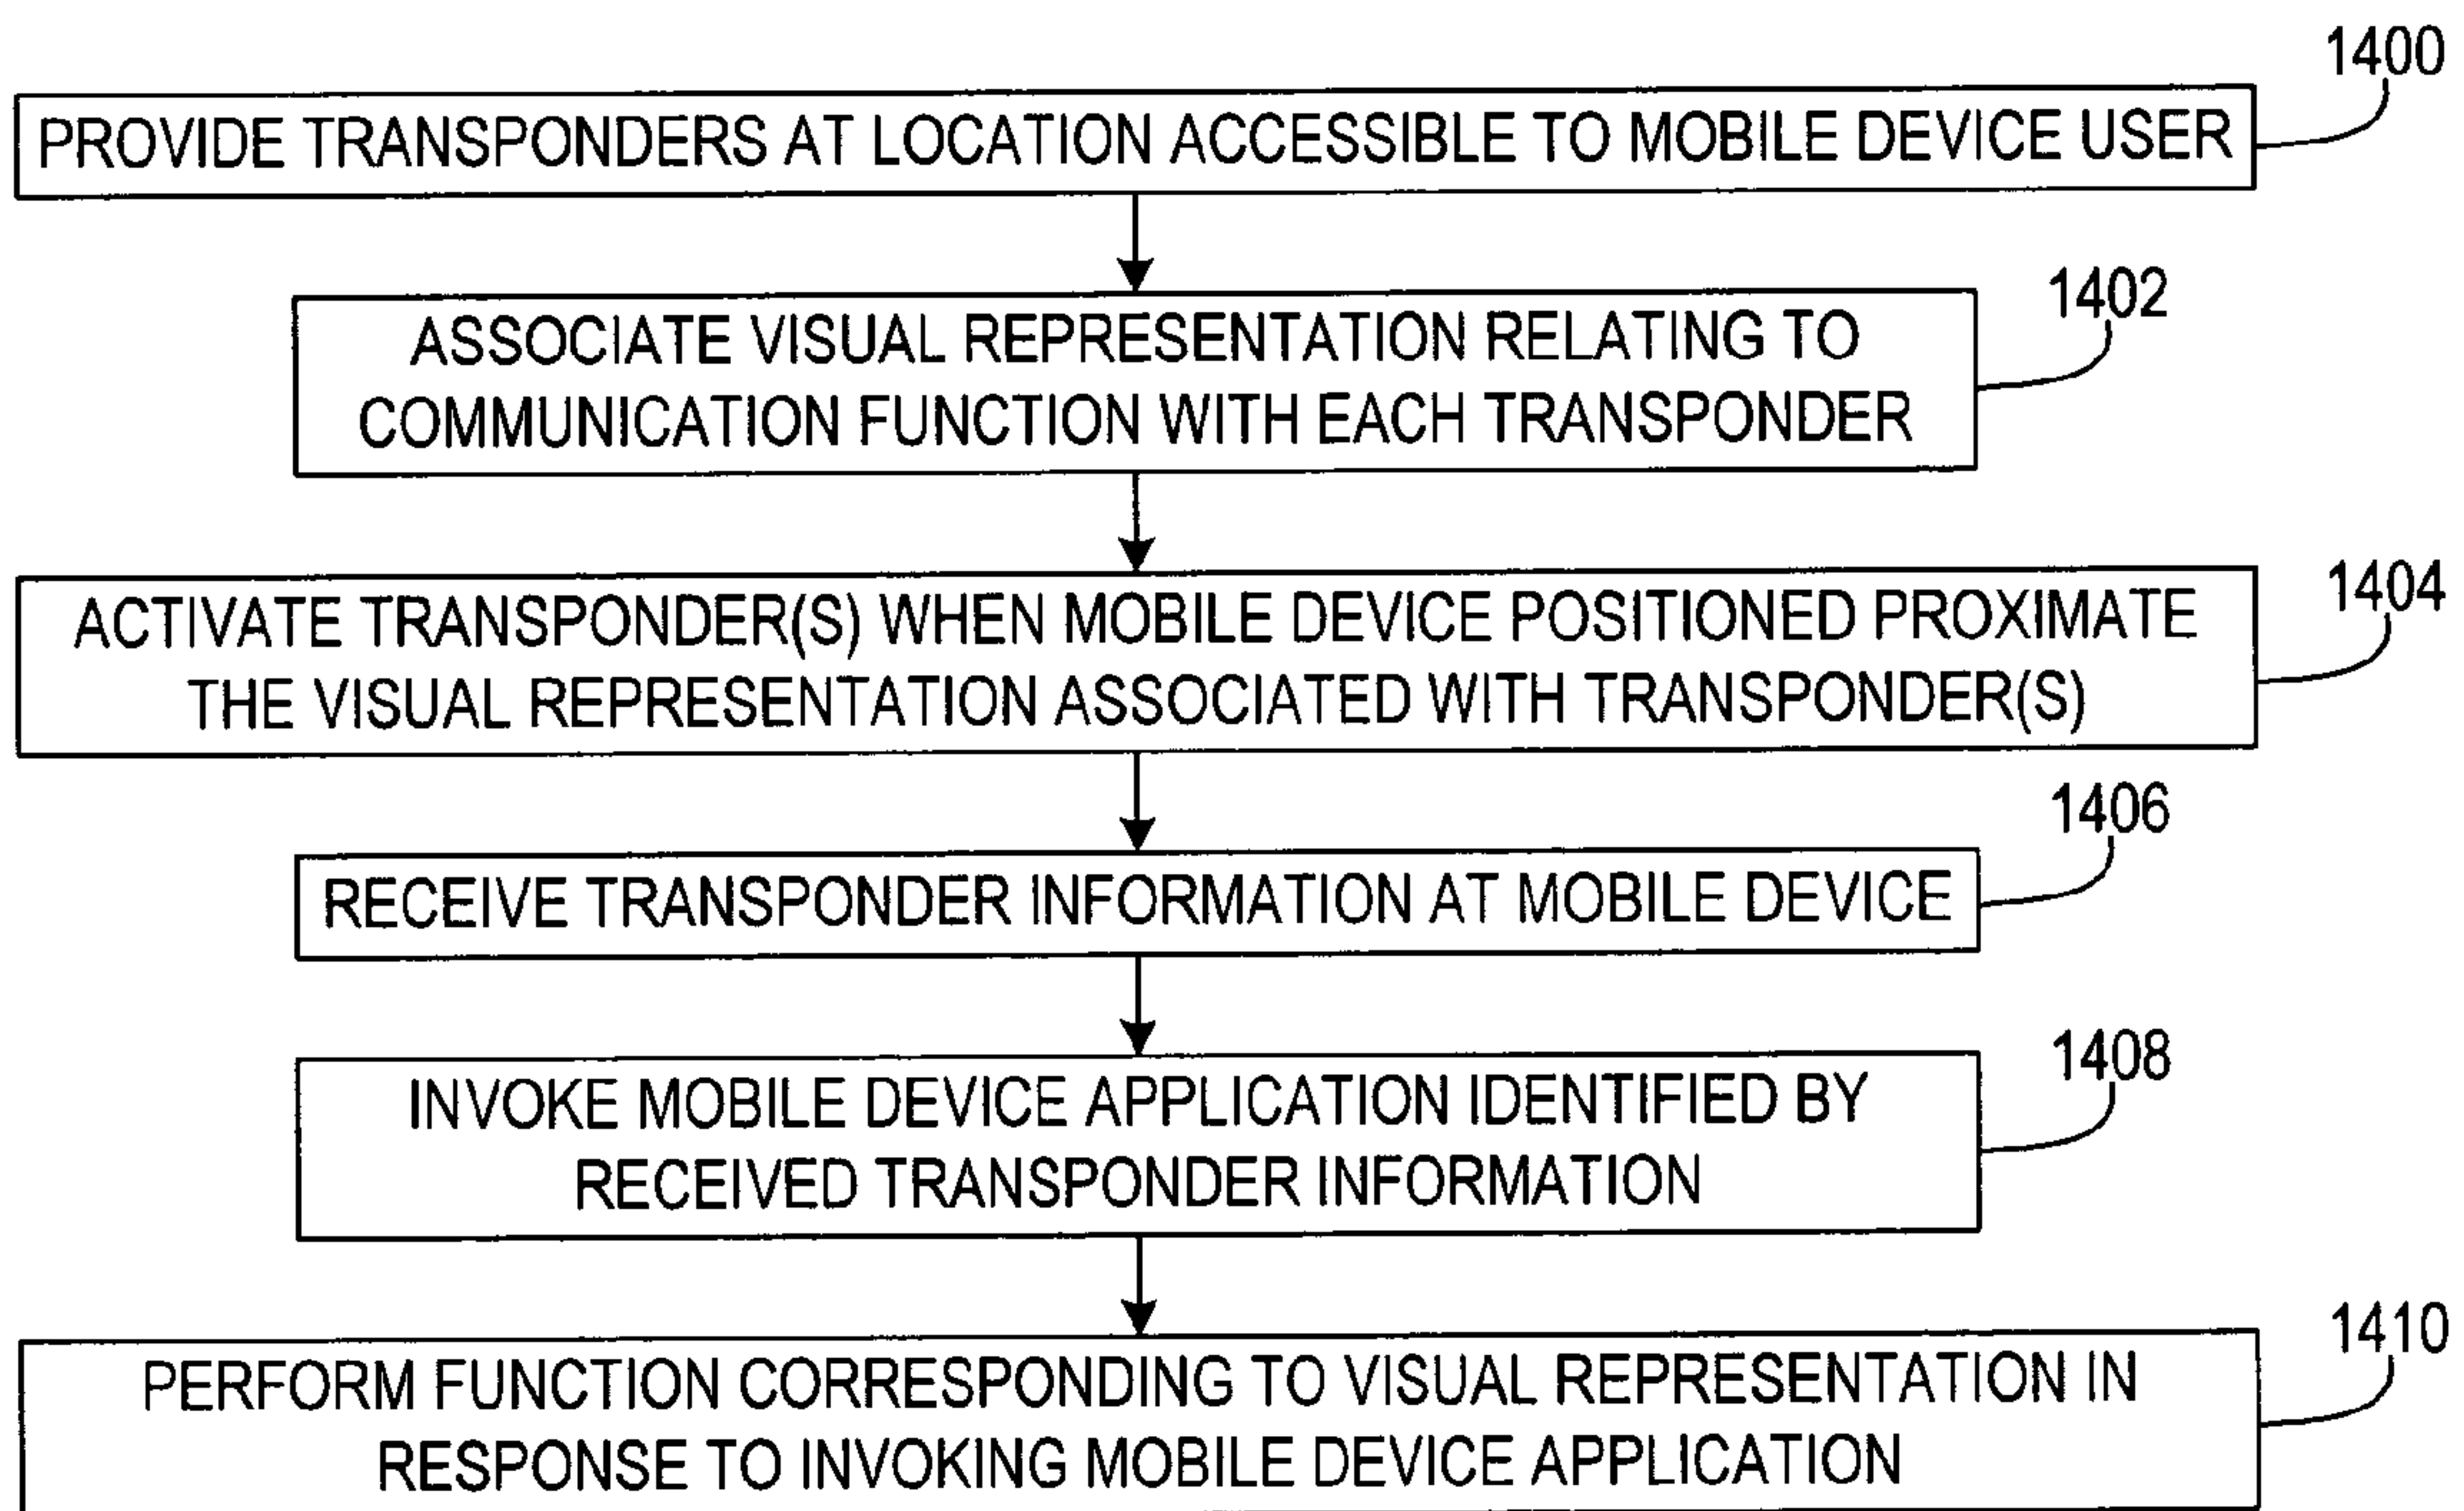 1400
PROVIDE TRANSPONDERS AT LOCATION ACCESSIBLE TO MOBILE DEVICE USER
1402
ASSOCIATE VISUAL REPRESENTATION RELATING TO
COMMUNICATION FUNCTION WITH EACH TRANSPONDER
1404
ACTIVATE TRANSPONDER(S) WHEN MOBILE DEVICE POSITIONED PROXIMATE
THE VISUAL REPRESENTATION ASSOCIATED WITH TRANSPONDER(S)
1406
RECEIVE TRANSPONDER INFORMATION AT MOBILE DEVICE
1408
INVOKE MOBILE DEVICE APPLICATION IDENTIFIED BY
RECEIVED TRANSPONDER INFORMATION
1410
PERFORM FUNCTION CORRESPONDING TO VISUAL REPRESENTATION IN
RESPONSE TO INVOKING MOBILE DEVICE APPLICATION